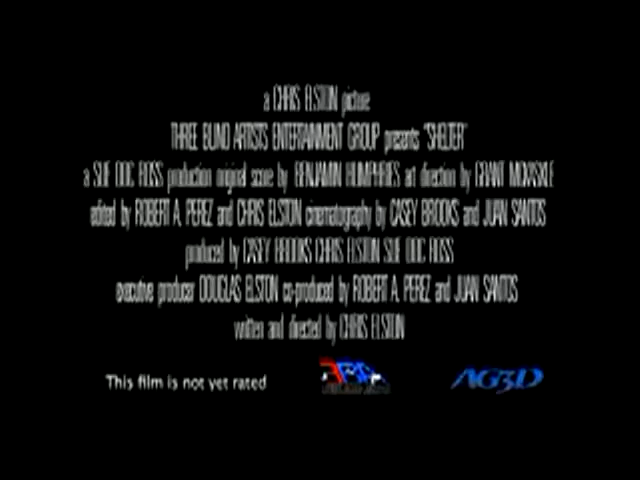 a CHRIS ELSTON picture
THREE BLIND ARTISTS ENTERTAINMENT GROUP presents "SHELTER"
a SUE DOC ROSS production original score by BENJAMIN HUMPHRIES art direction by GRANT MCKASKLE
edited by ROBERT A. PEREZ and CHRIS ELSTON cinematography by CASEY BROOKS and JUAN SANTOS
produced by CASEY BROOKS CHRIS ELSTON SUE DOC ROSS
executive producer DOUGLAS ELSTON co-produced by ROBERT A. PEREZ and JUAN SANTOS
written and directed by CHRIS ELSTON
This film is not yet rated
AG3D